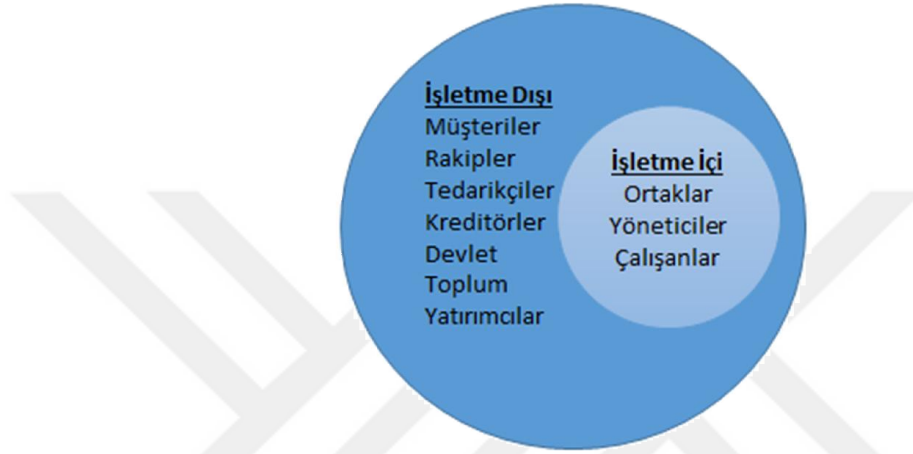 İşletme Dışı
Müşteriler
Rakipler
Tedarikçiler
Kreditörler
Devlet
Toplum
Yatırımcılar
İşletme İçi
Ortaklar
Yöneticiler
Çalışanlar